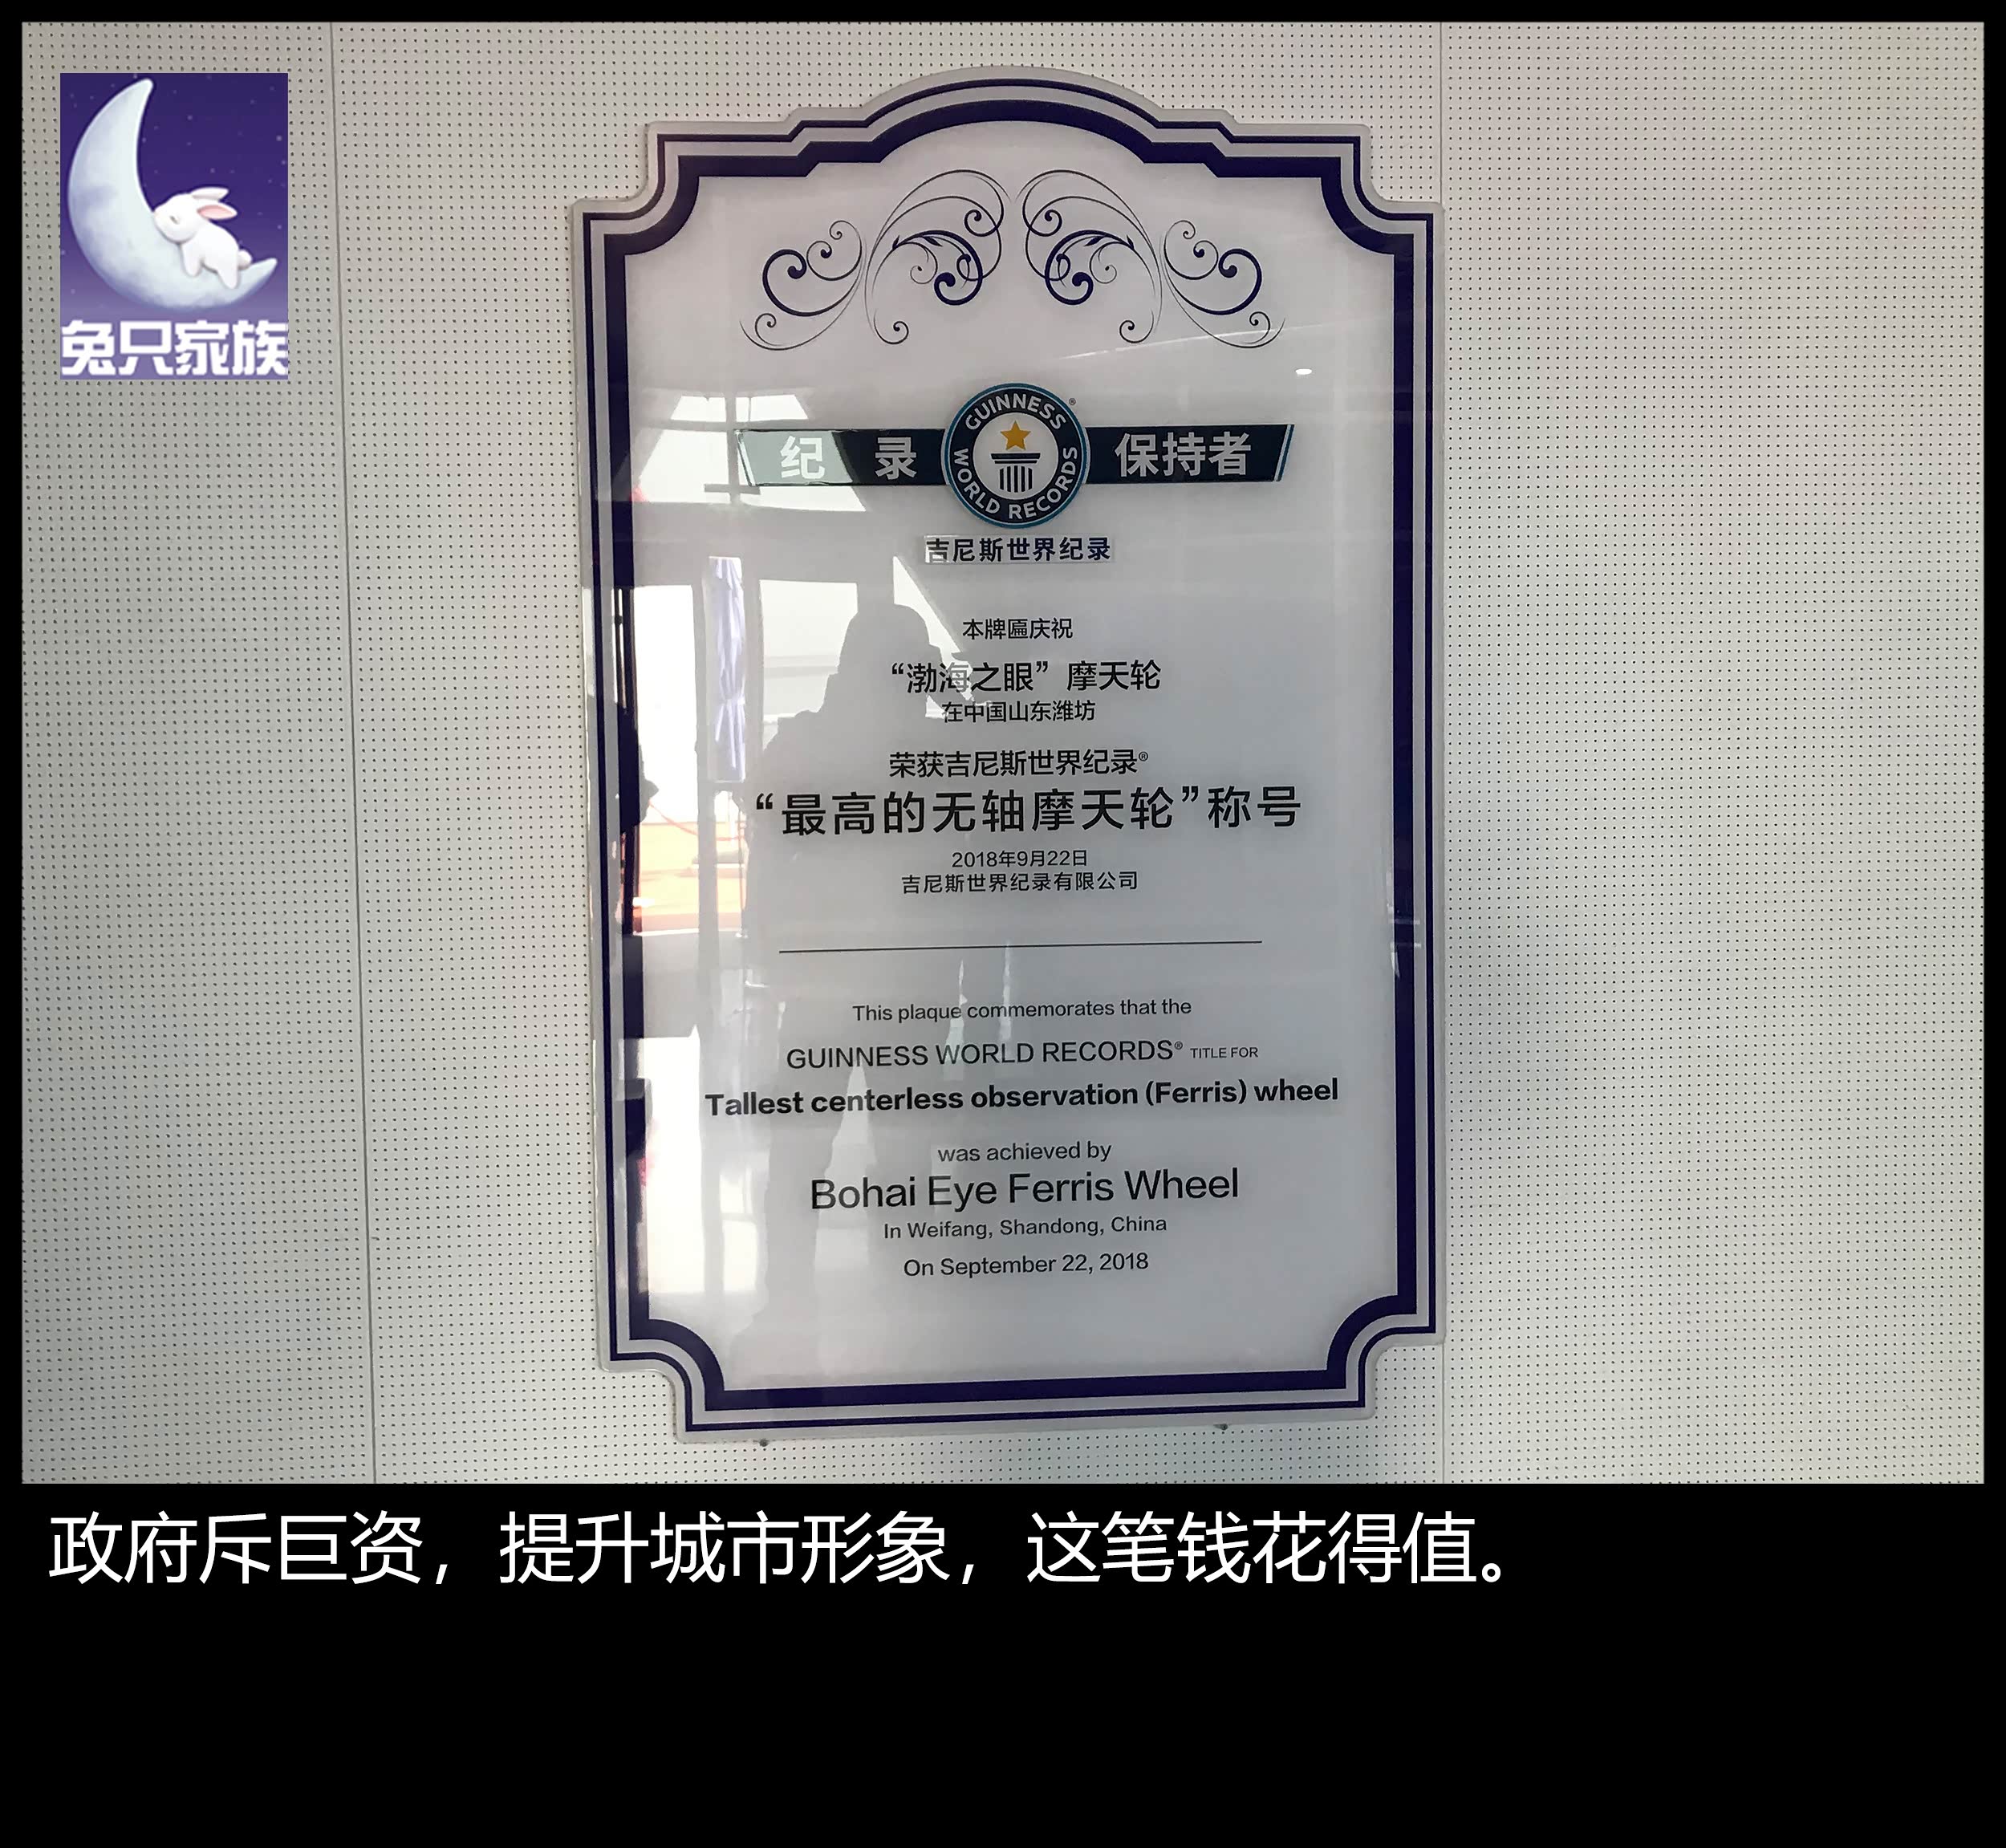 兔只家族
纪 录 保持者
GUINNESS WORLD RECORDS®
吉尼斯世界纪录
本牌匾庆祝
“渤海之眼”摩天轮
在中国山东潍坊
荣获吉尼斯世界纪录®
“最高的无轴摩天轮”称号
2018年9月22日
吉尼斯世界纪录有限公司
This plaque commemorates that the
GUINNESS WORLD RECORDS® TITLE FOR
Tallest centerless observation (Ferris) wheel
was achieved by
Bohai Eye Ferris Wheel
In Weifang, Shandong, China
On September 22, 2018
政府斥巨资，提升城市形象，这笔钱花得值。